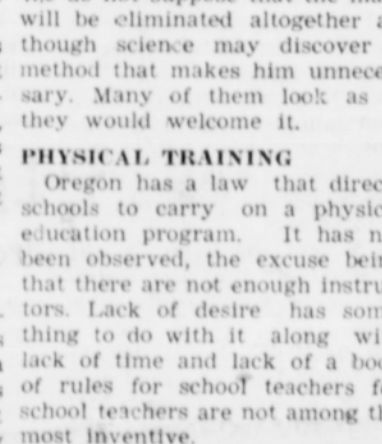 will be eliminated altogether a
though science may discover
method that makes him unnece
sary. Many of them look as
they would welcome it.
PHYSICAL TRAINING
Oregon has a law that direc
schools to carry on a physic
education program. It has n
been observed, the excuse bein
that there are not enough instru
tors. Lack of desire has som
thing to do with it along wi
lack of time and lack of a boo
of rules for school teachers fo
school teachers are not among th
most inventive.